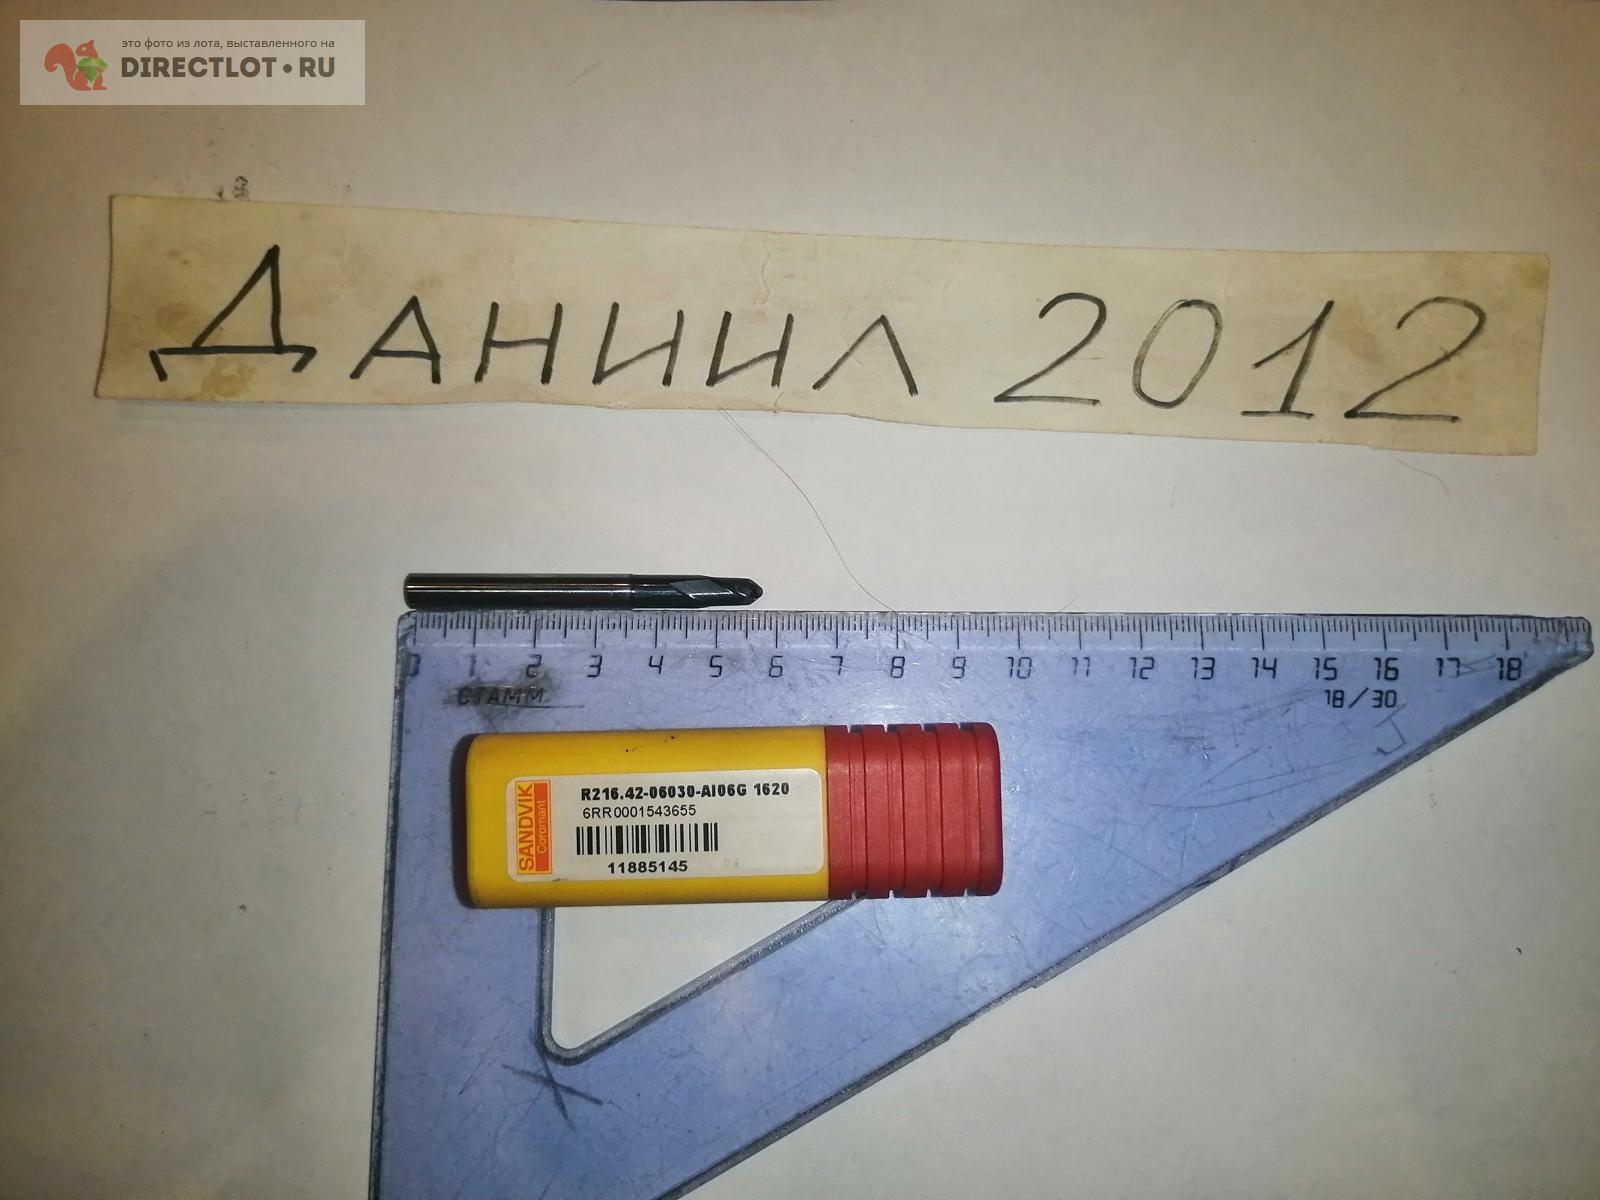 это фото из лота, выставленного на
DIRECTLOT•RU
ДАНИИЛ 2012
0 1 2 3 4 5 6 7 8 9 10 11 12 13 14 15 16 17 18
СТАММ
18/30
SANDVIK
Coromant
R216.42-06030-AI06G 1620
6RR0001543655
11885145